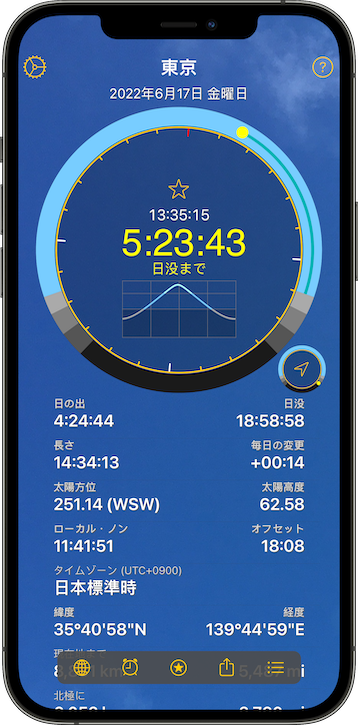 東京
?
2022年6月17日 金曜日
13:35:15
5:23:43
日没まで
日の出 日没
4:24:44 18:58:58
長さ 毎日の変更
14:34:13 +00:14
太陽方位 太陽高度
251.14 (WSW) 62.58
ローカル・ノン オフセット
11:41:51 18:08
タイムゾーン (UTC+0900)
日本標準時
緯度 経度
35°40'58"N 139°44'59"E
北極に